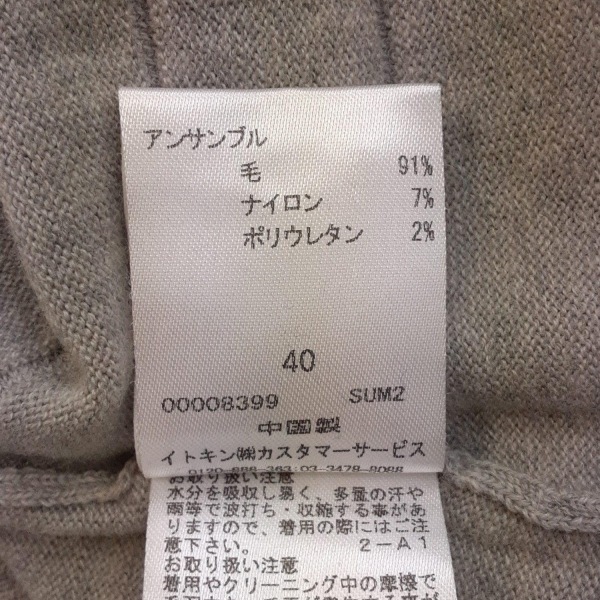 アンサンブル
毛 91%
ナイロン 7%
ポリウレタン 2%
40
00008399 SUM2
中国製
イトキン㈱カスタマーサービス
お取り扱い注意
水分を吸収し易く、多量の汗や
雨等で波打ち・収縮する事があ
りますので、着用の際にはご注
意下さい。 2-A1
お取り扱い注意
着用やクリーニング中の摩擦で